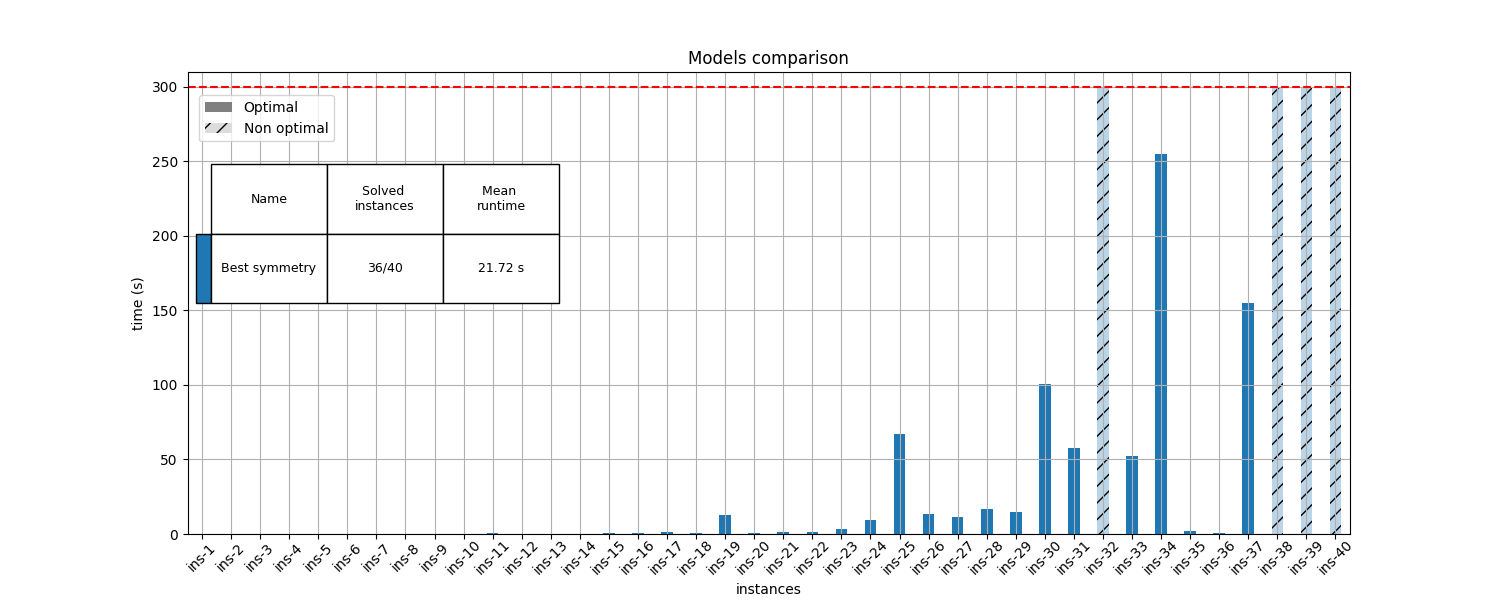 Models comparison
300
250
200
150
100
50
0
time (s)
Optimal
Non optimal
Name
Solved
instances
Mean
runtime
Best symmetry
36/40
21.72 s
ins-1
ins-2
ins-3
ins-4
ins-5
ins-6
ins-7
ins-8
ins-9
ins-10
ins-11
ins-12
ins-13
ins-14
ins-15
ins-16
ins-17
ins-18
ins-19
ins-20
ins-21
ins-22
ins-23
ins-24
ins-25
ins-26
ins-27
ins-28
ins-29
ins-30
ins-31
ins-32
ins-33
ins-34
ins-35
ins-36
ins-37
ins-38
ins-39
ins-40
instances